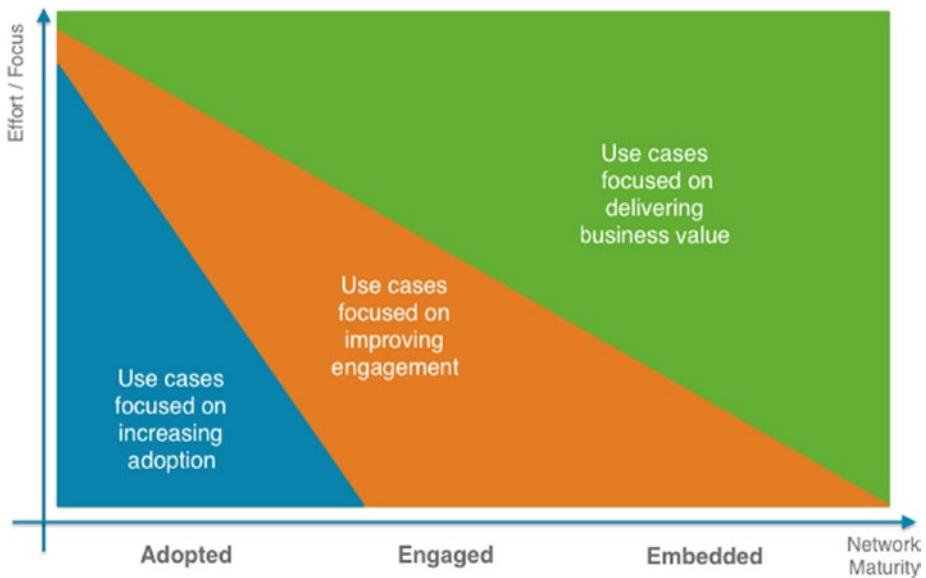 Effort / Focus
Use cases
focused on
delivering
business value
Use cases
focused on
improving
engagement
Use cases
focused on
increasing
adoption
Adopted
Engaged
Embedded
Network
Maturity